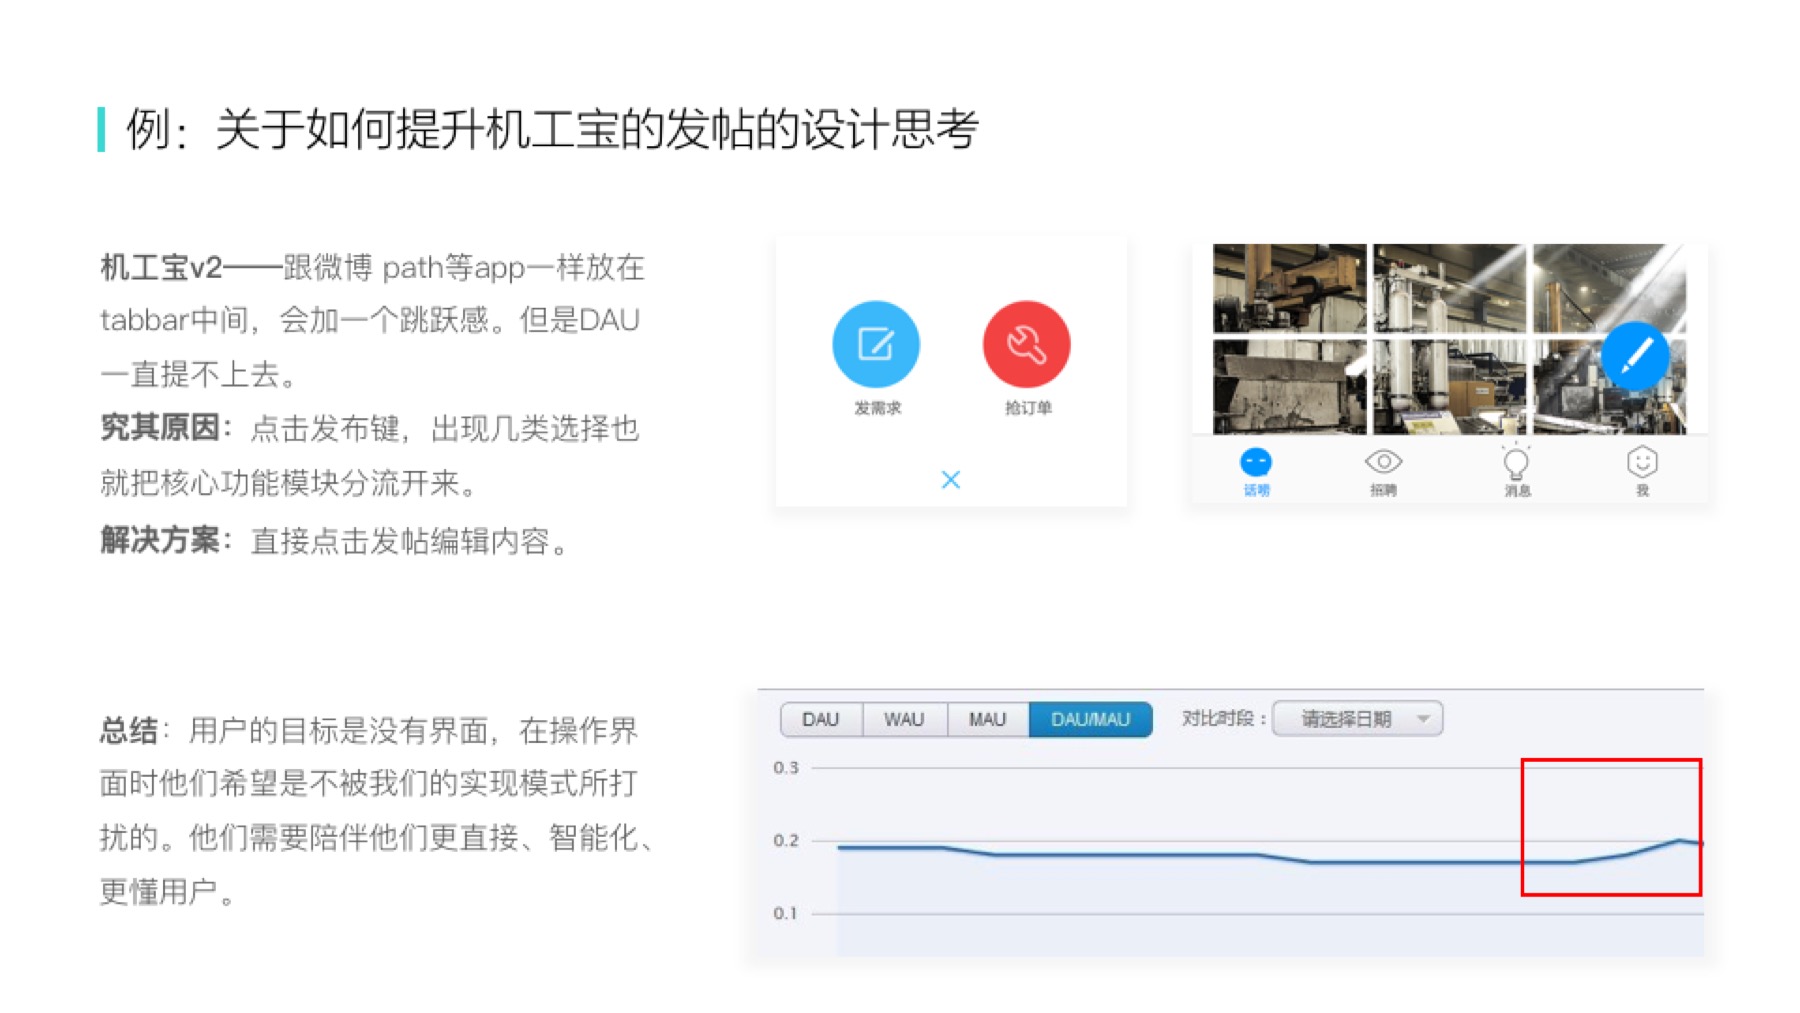 例：关于如何提升机工宝的发帖的设计思考
机工宝v2——跟微博 path等app一样放在
tabbar中间，会加一个跳跃感。但是DAU
一直提不上去。
究其原因：点击发布键，出现几类选择也
就把核心功能模块分流开来。
解决方案：直接点击发帖编辑内容。
发需求
抢订单
话唠
招聘
消息
我
总结：用户的目标是没有界面，在操作界
面时他们希望是不被我们的实现模式所打
扰的。他们需要陪伴他们更直接、智能化、
更懂用户。
DAU
WAU
MAU
DAU/MAU
对比时段：
请选择日期
0.3
0.2
0.1